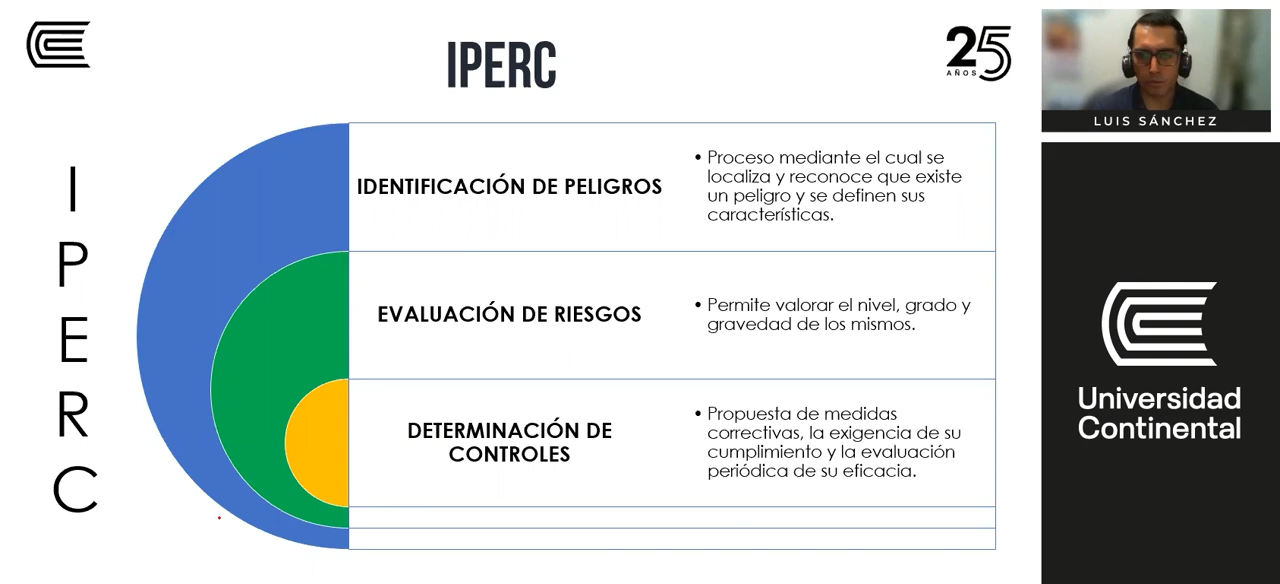 IPERC
25
AÑOS
LUIS SÁNCHEZ
I
P
E
R
C
IDENTIFICACIÓN DE PELIGROS
• Proceso mediante el cual se
localiza y reconoce que existe
un peligro y se definen sus
características.
EVALUACIÓN DE RIESGOS
• Permite valorar el nivel, grado y
gravedad de los mismos.
DETERMINACIÓN DE
CONTROLES
• Propuesta de medidas
correctivas, la exigencia de su
cumplimiento y la evaluación
periódica de su eficacia.
Universidad
Continental